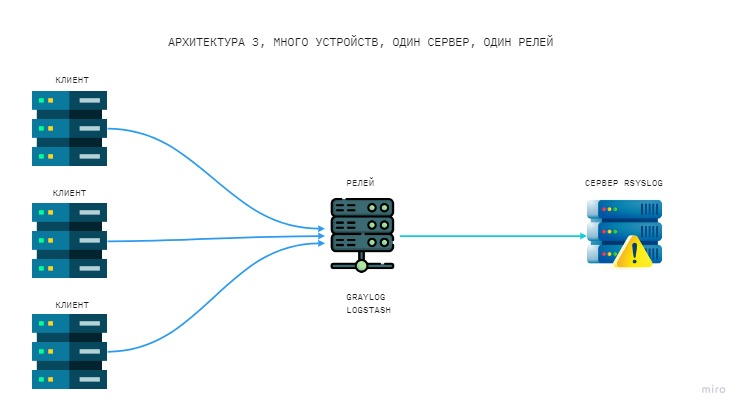 АРХИТЕКТУРА 3, МНОГО УСТРОЙСТВ, ОДИН СЕРВЕР, ОДИН РЕЛЕЙ
КЛИЕНТ
КЛИЕНТ
РЕЛЕЙ
СЕРВЕР RSYSLOG
GRAYLOG
LOGSTASH
КЛИЕНТ
miro